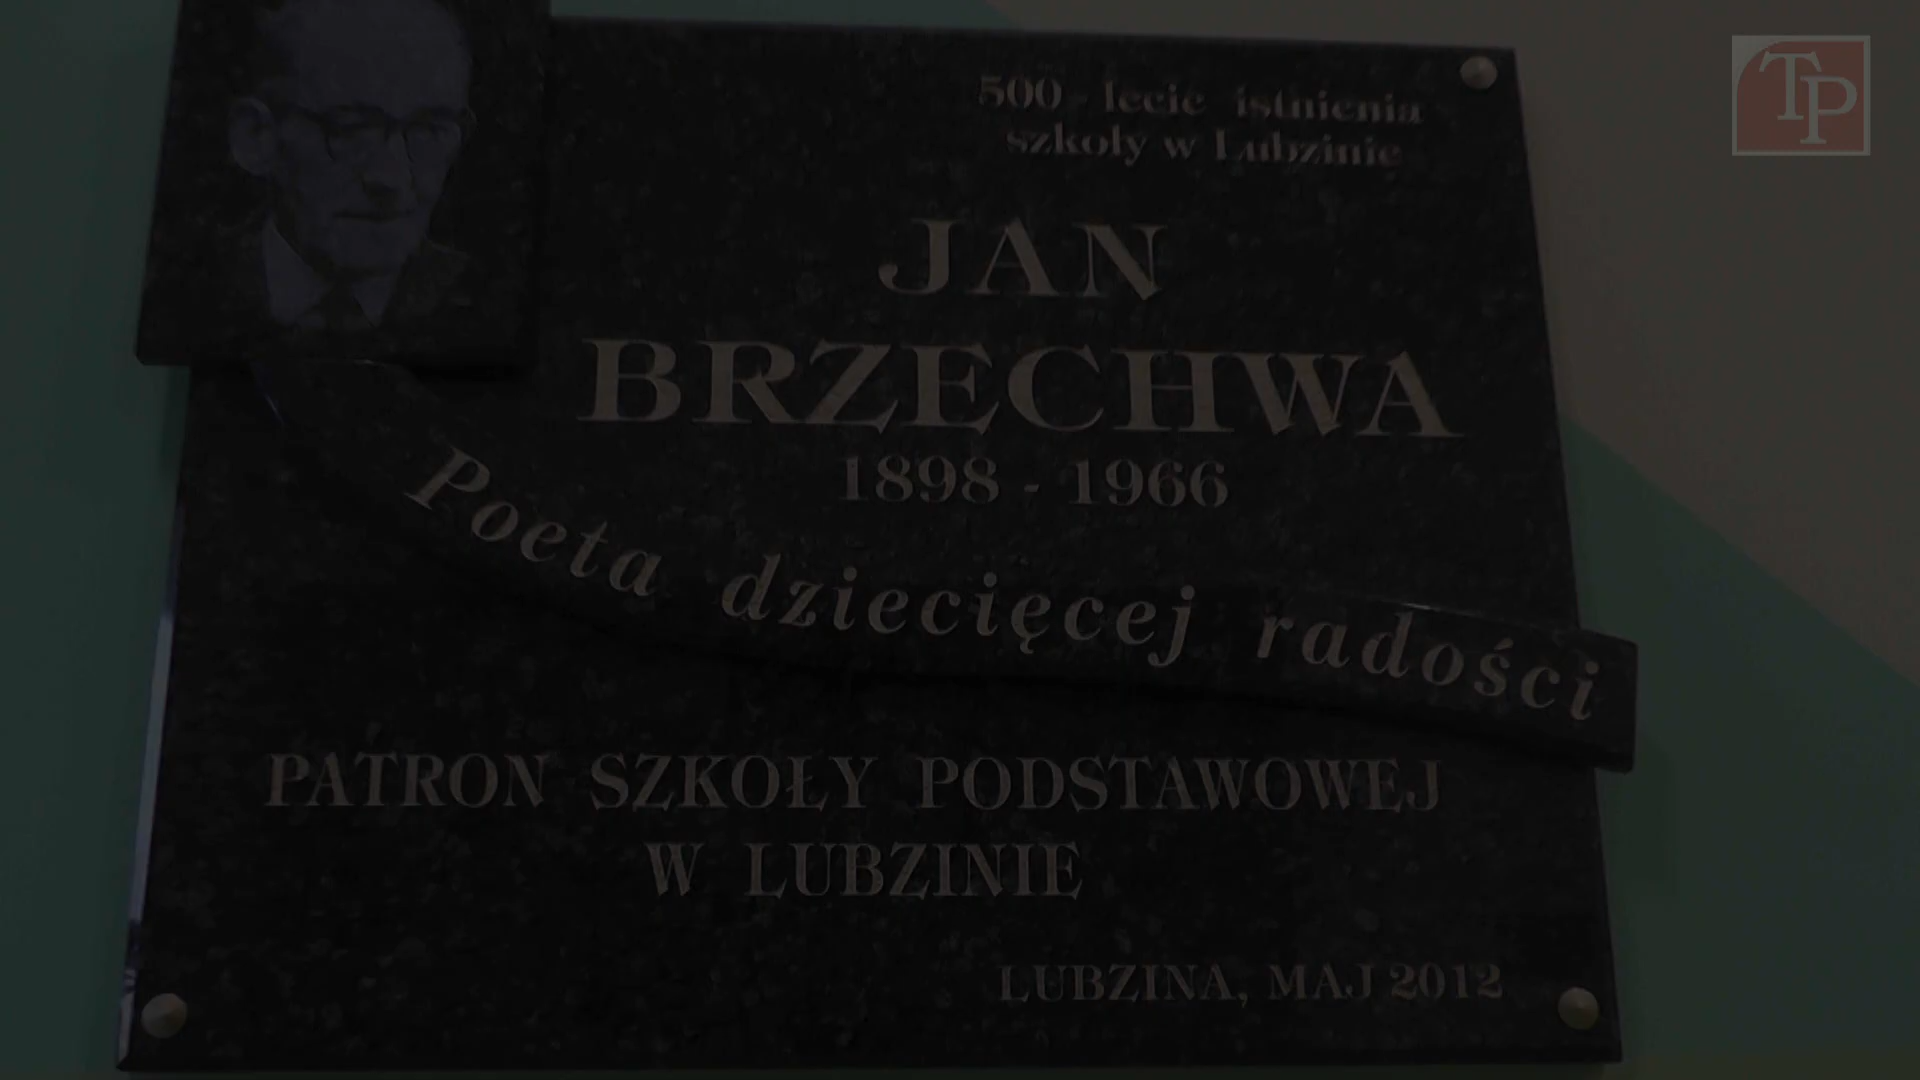 TP
500 - lecie istnienia
szkoły w Lubzinie
JAN
BRZECHWA
1898 - 1966
Poeta dziecięcej radości
PATRON SZKOŁY PODSTAWOWEJ
W LUBZINIE
LUBZINA, MAJ 2012